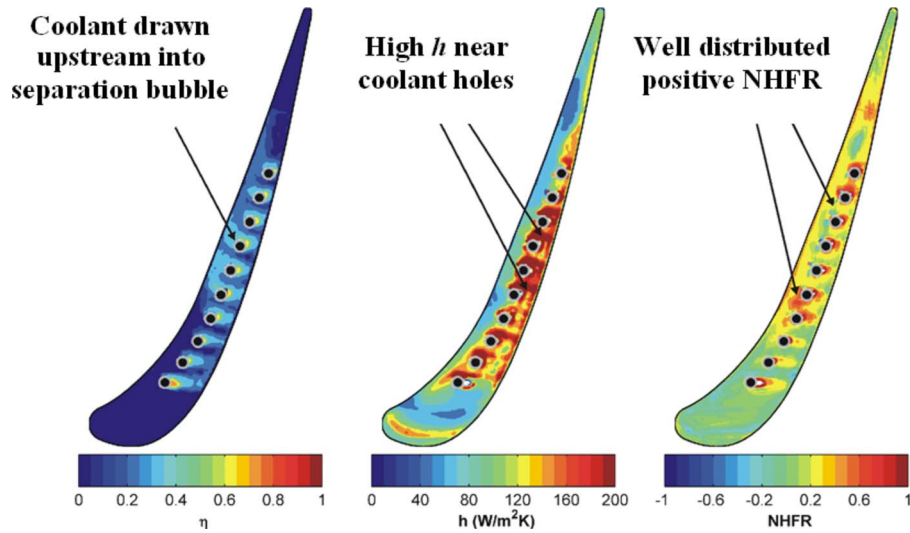 Coolant drawn
upstream into
separation bubble
High h near
coolant holes
Well distributed
positive NHFR
0 0.2 0.4 0.6 0.8 1
η
0 40 80 120 160 200
h (W/m²K)
-1 -0.6 -0.2 0.2 0.6 1
NHFR